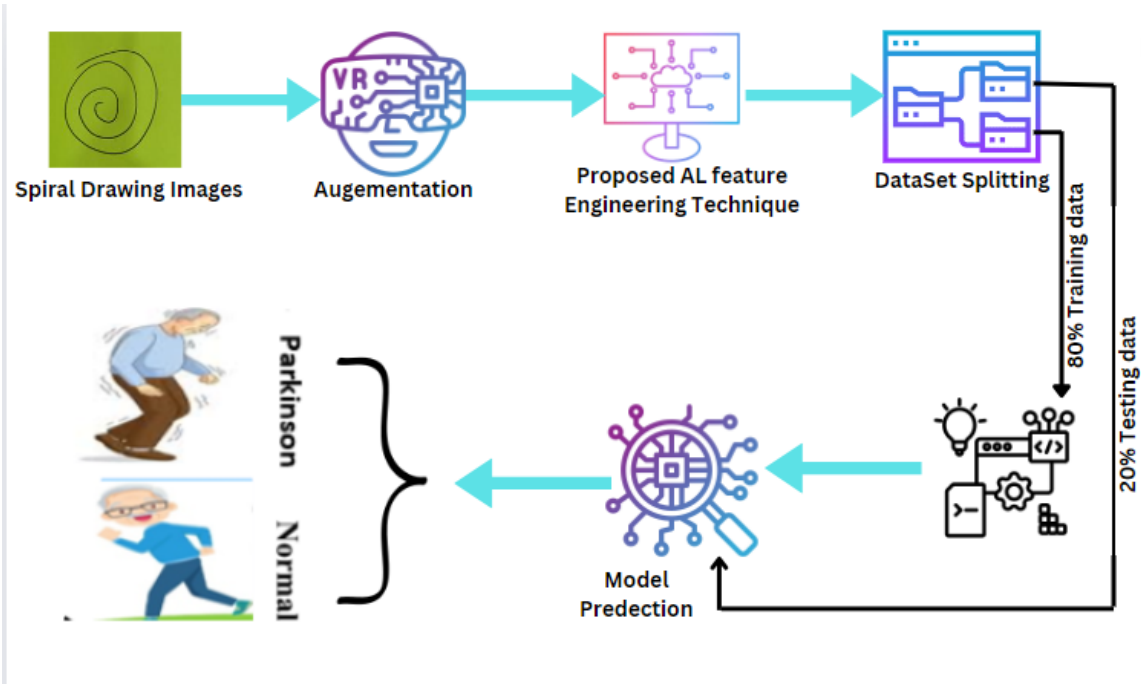 VR
Spiral Drawing Images
Augementation
Proposed AL feature
Engineering Technique
DataSet Splitting
80% Training data
20% Testing data
</>
>-
Model
Predection
Parkinson
Normal